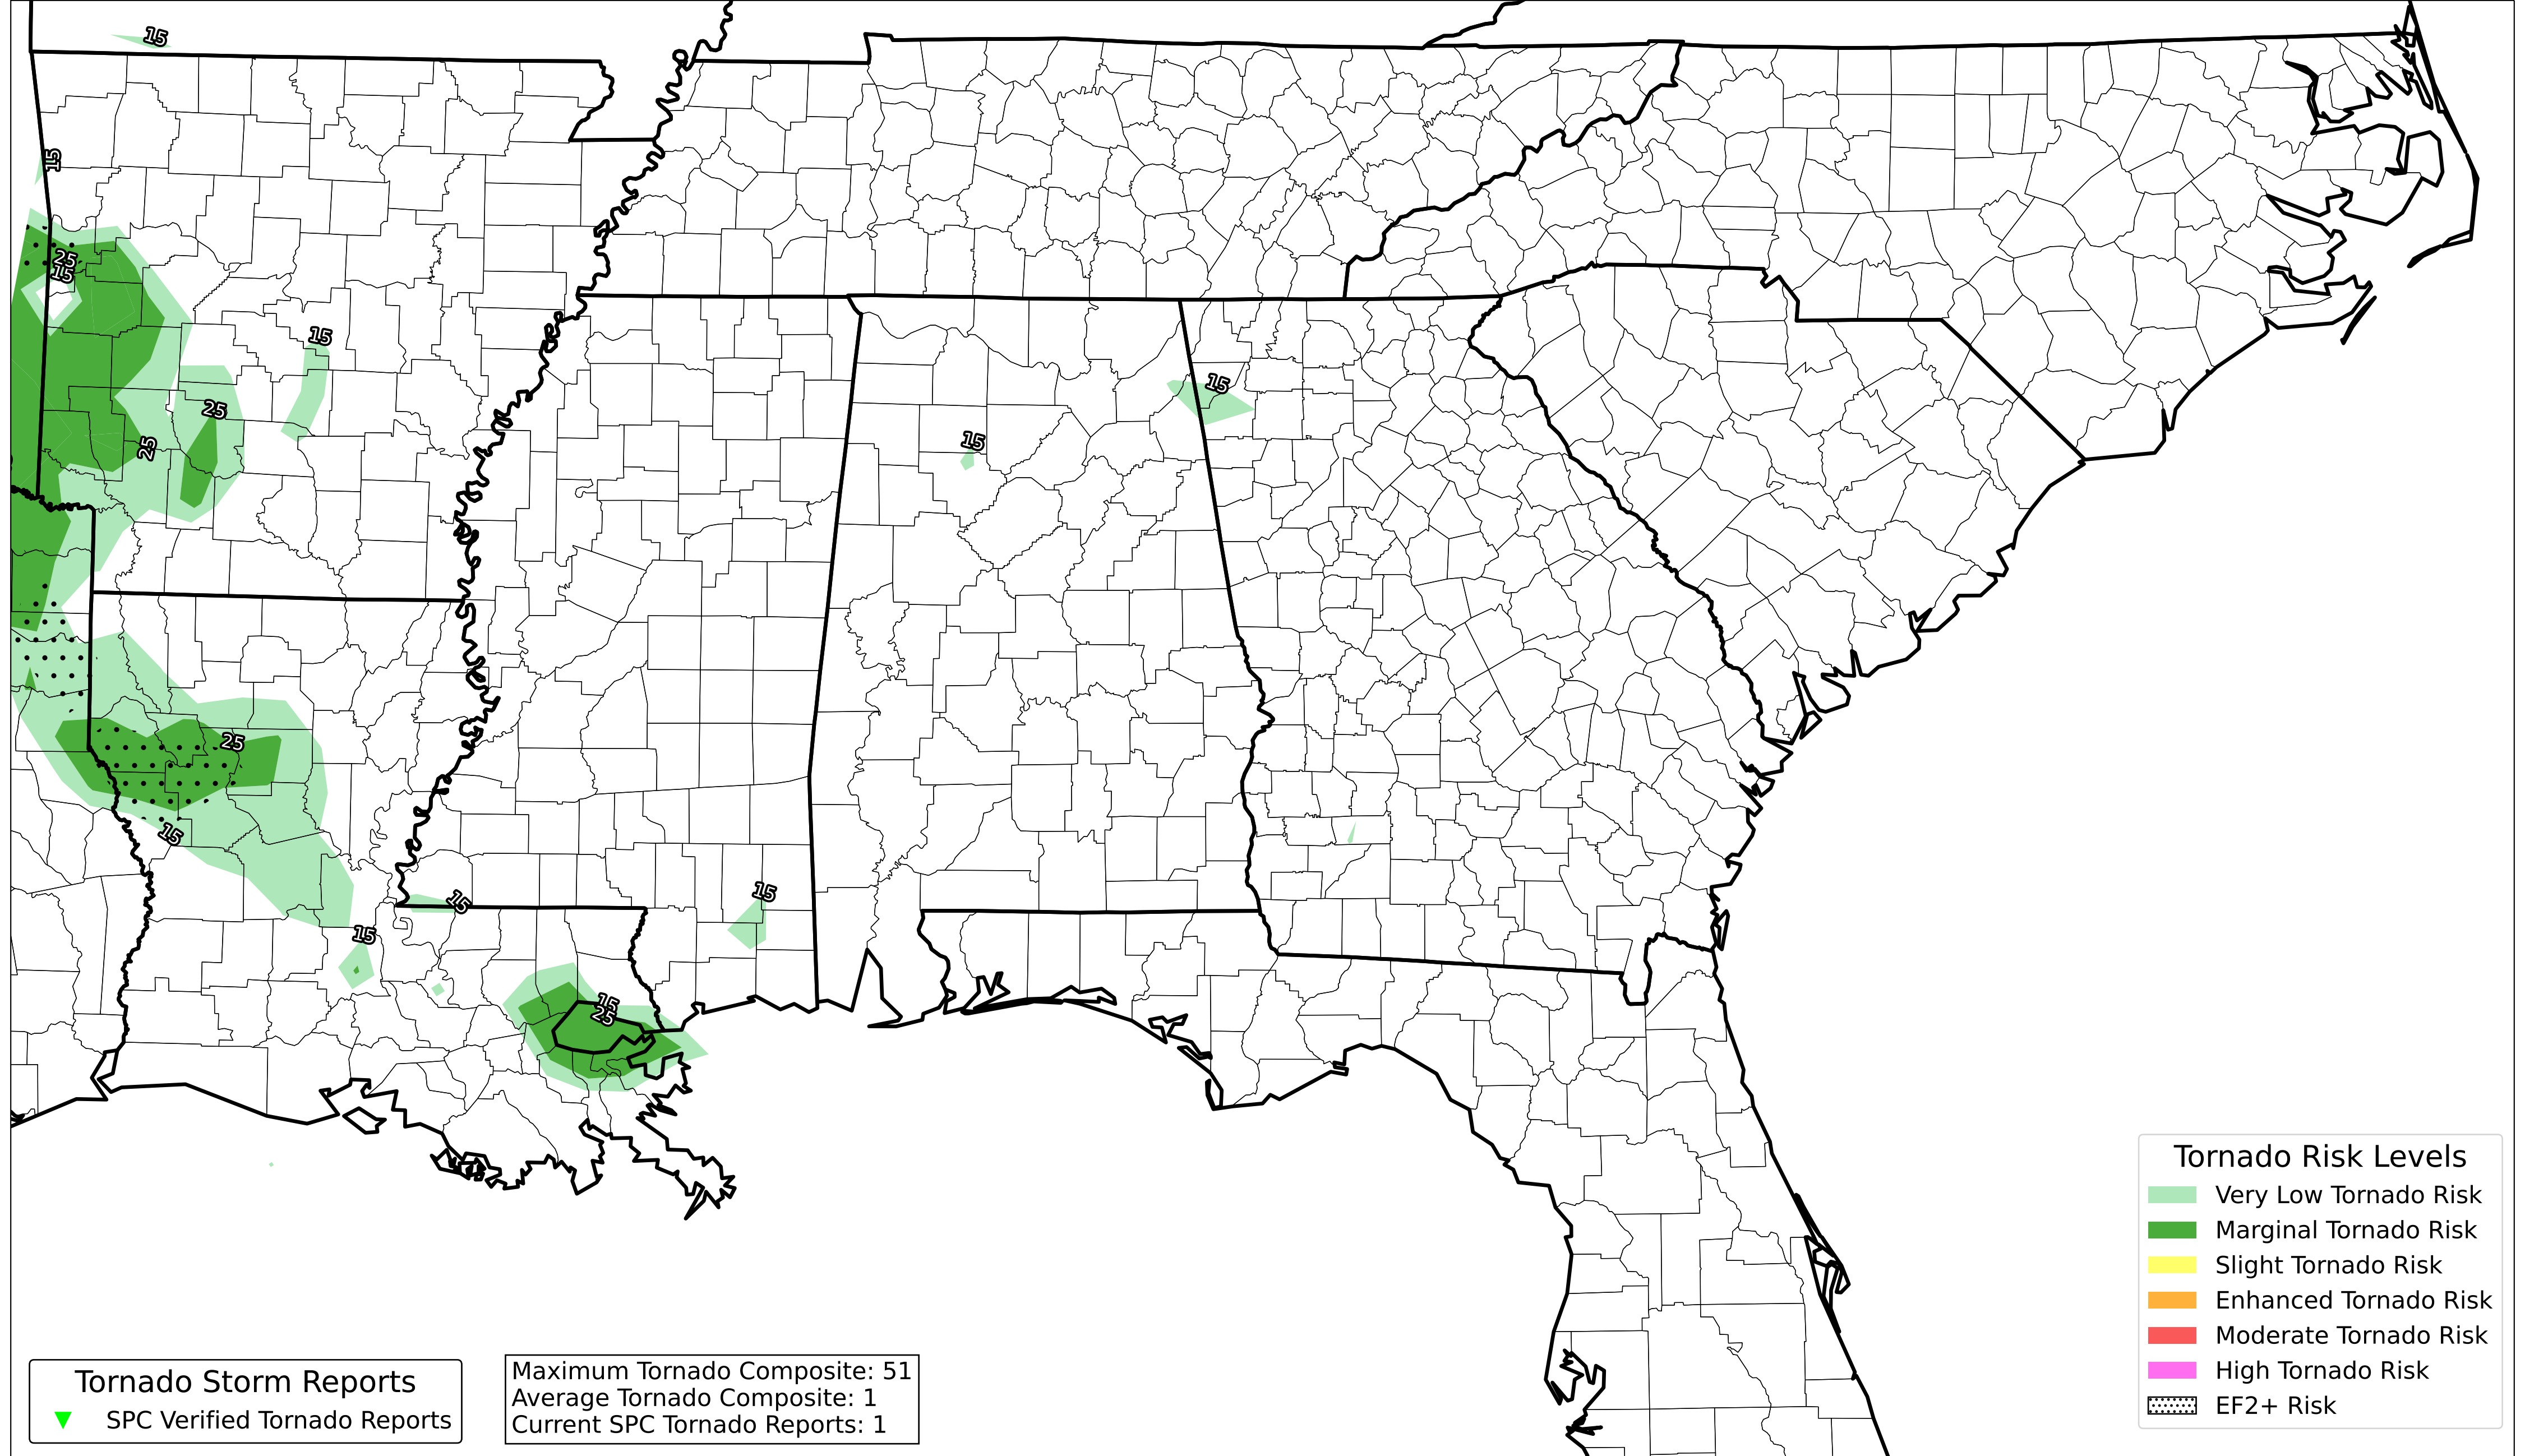 15
15
25
15
15
15
25
15
25
25
15
15
15
15
15
25
Tornado Risk Levels
Very Low Tornado Risk
Marginal Tornado Risk
Slight Tornado Risk
Enhanced Tornado Risk
Moderate Tornado Risk
High Tornado Risk
EF2+ Risk
Tornado Storm Reports
SPC Verified Tornado Reports
Maximum Tornado Composite: 51
Average Tornado Composite: 1
Current SPC Tornado Reports: 1